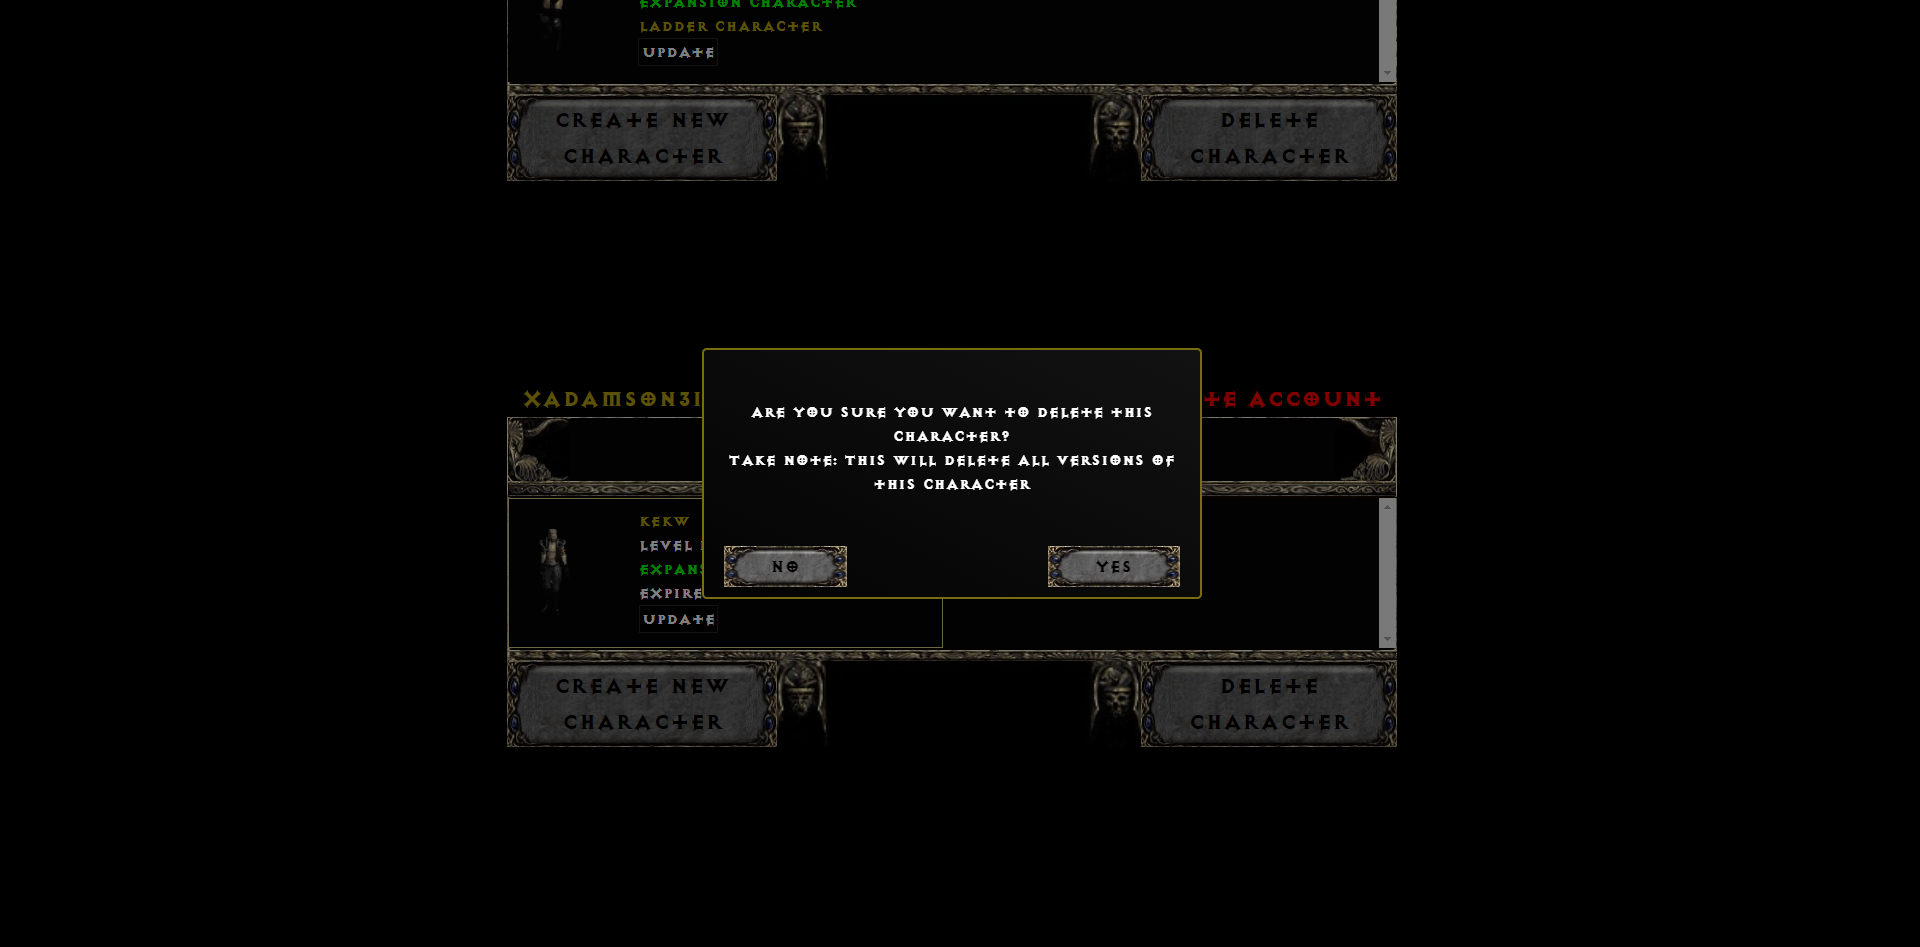 EXPANSION CHARACTER
LADDER CHARACTER
UPDATE
CREATE NEW
CHARACTER
DELETE
CHARACTER
ARE YOU SURE YOU WANT TO DELETE THIS
CHARACTER?
TAKE NOTE: THIS WILL DELETE ALL VERSIONS OF
THIS CHARACTER
NO
YES
ACCOUNT
KEKW
LEVEL
UPDATE
CREATE NEW
CHARACTER
DELETE
CHARACTER